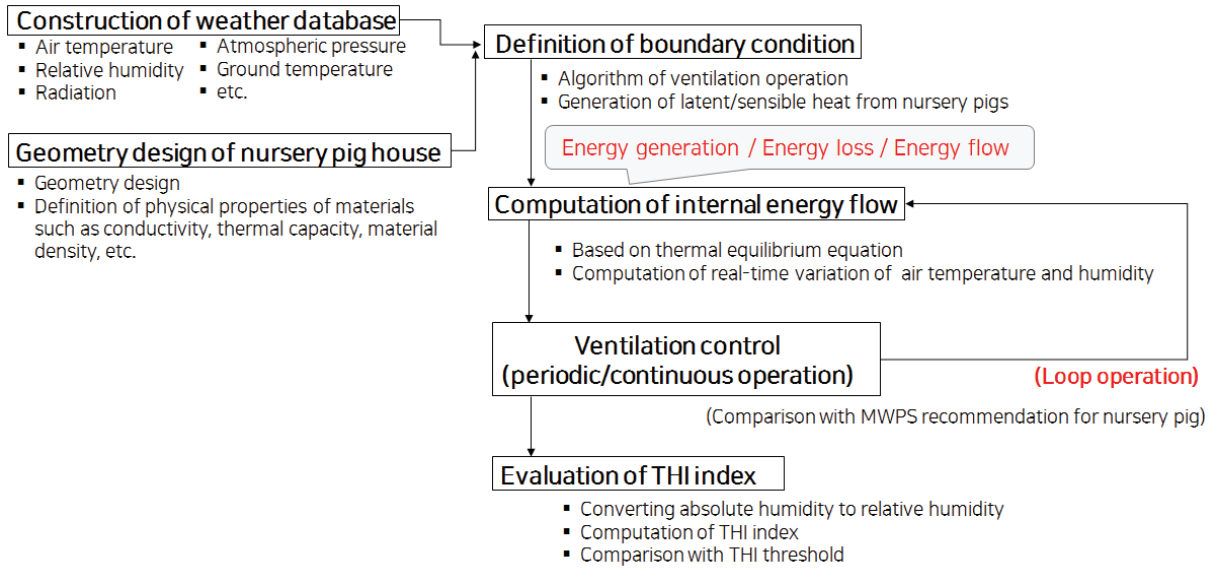 Construction of weather database
▪ Air temperature
▪ Relative humidity
▪ Radiation
▪ Atmospheric pressure
▪ Ground temperature
▪ etc.
Geometry design of nursery pig house
▪ Geometry design
▪ Definition of physical properties of materials
such as conductivity, thermal capacity, material
density, etc.
Definition of boundary condition
▪ Algorithm of ventilation operation
▪ Generation of latent/sensible heat from nursery pigs
Energy generation / Energy loss / Energy flow
Computation of internal energy flow
▪ Based on thermal equilibrium equation
▪ Computation of real-time variation of air temperature and humidity
Ventilation control
(periodic/continuous operation)
(Loop operation)
(Comparison with MWPS recommendation for nursery pig)
Evaluation of THI index
▪ Converting absolute humidity to relative humidity
▪ Computation of THI index
▪ Comparison with THI threshold